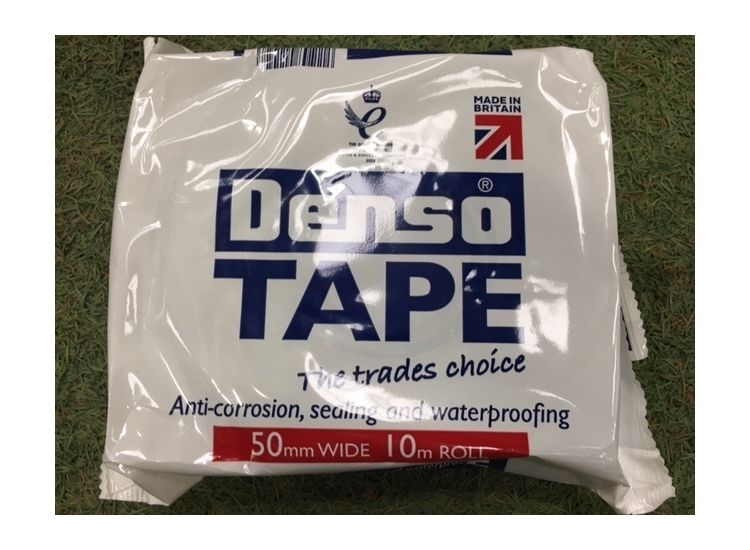 MADE IN
BRITAIN
Denso®
TAPE
The trades choice
Anti-corrosion, sealing and waterproofing
50mm WIDE 10m ROLL